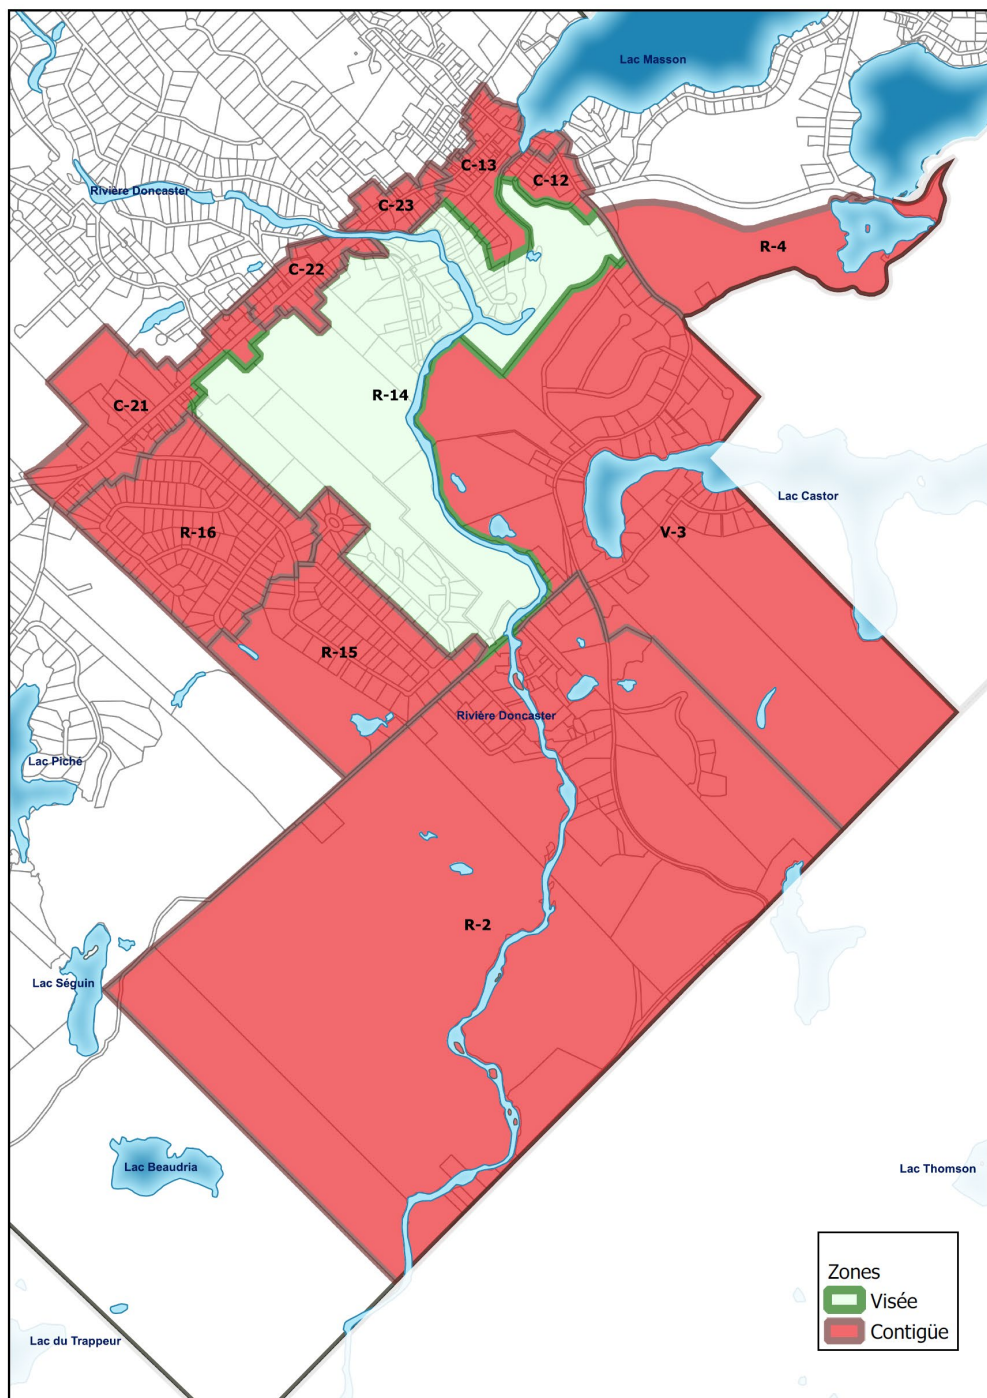 Lac Masson
C-13
C-12
Rivière Doncaster
C-23
R-4
C-22
R-14
C-21
Lac Castor
R-16
V-3
R-15
Rivière Doncaster
Lac Piché
R-2
Lac Séguin
Lac Beaudria
Lac Thomson
Zones
Visée
Contigüe
Lac du Trappeur